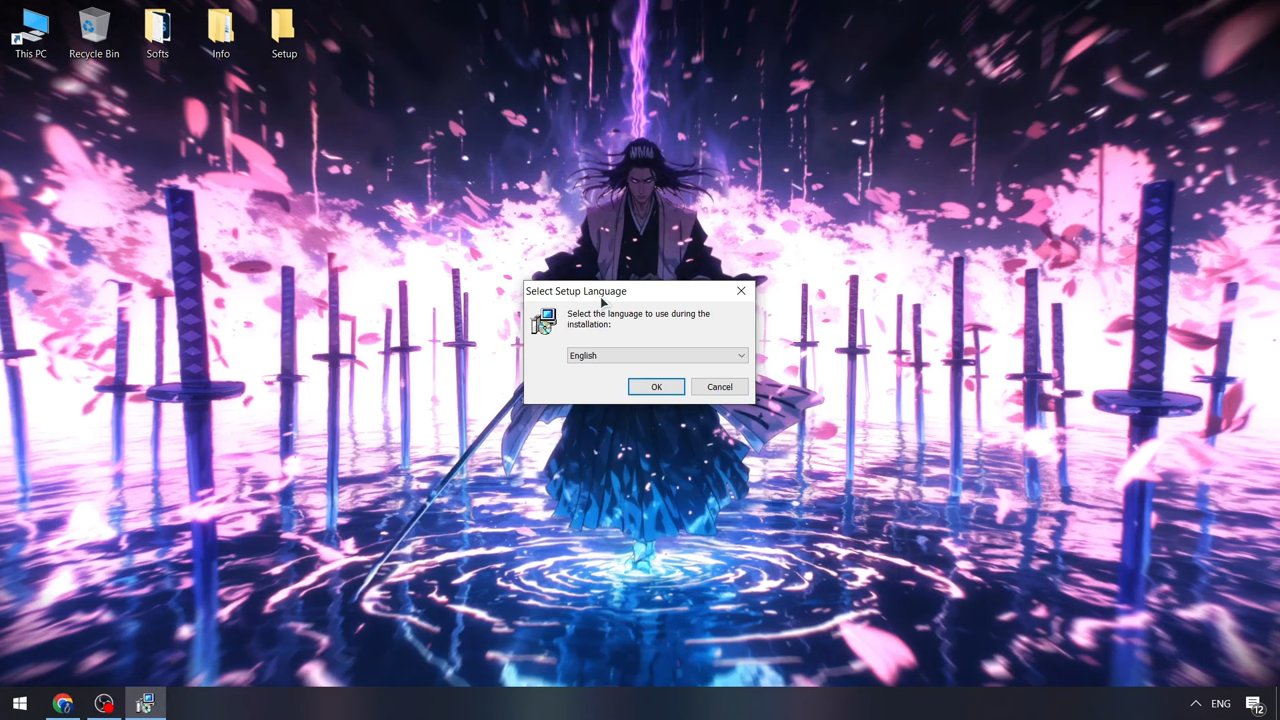 This PC
Recycle Bin
Softs
Info
Setup
Select Setup Language
Select the language to use during the
installation:
English
OK
Cancel
ENG
12